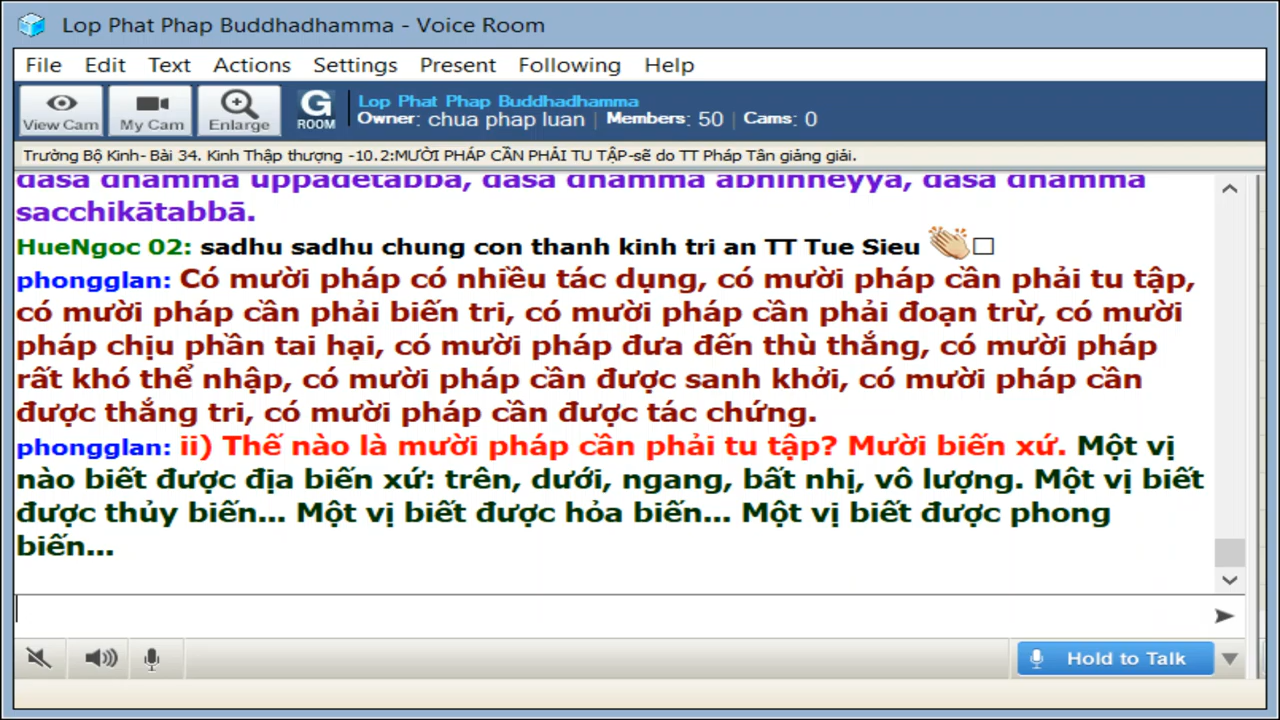 Lop Phat Phap Buddhadhamma - Voice Room
File Edit Text Actions Settings Present Following Help
View Cam My Cam Enlarge G ROOM
Lop Phat Phap Buddhadhamma
Owner: chua phap luan | Members: 50 | Cams: 0
Trường Bộ Kinh- Bài 34. Kinh Thập thượng -10.2:MƯỜI PHÁP CẦN PHẢI TU TẬP-sẽ do TT Pháp Tân giảng giải.
dasa dhammā uppādetabbā, dasa dhammā abhiññeyyā, dasa dhammā
sacchikātabbā.
HueNgoc 02: sadhu sadhu chung con thanh kinh tri an TT Tue Sieu 👏□
phongglan: Có mười pháp có nhiều tác dụng, có mười pháp cần phải tu tập,
có mười pháp cần phải biến tri, có mười pháp cần phải đoạn trừ, có mười
pháp chịu phần tai hại, có mười pháp đưa đến thù thắng, có mười pháp
rất khó thể nhập, có mười pháp cần được sanh khởi, có mười pháp cần
được thắng tri, có mười pháp cần được tác chứng.
phongglan: ii) Thế nào là mười pháp cần phải tu tập? Mười biến xứ. Một vị
nào biết được địa biến xứ: trên, dưới, ngang, bất nhị, vô lượng. Một vị biết
được thủy biến... Một vị biết được hỏa biến... Một vị biết được phong
biến...
Hold to Talk